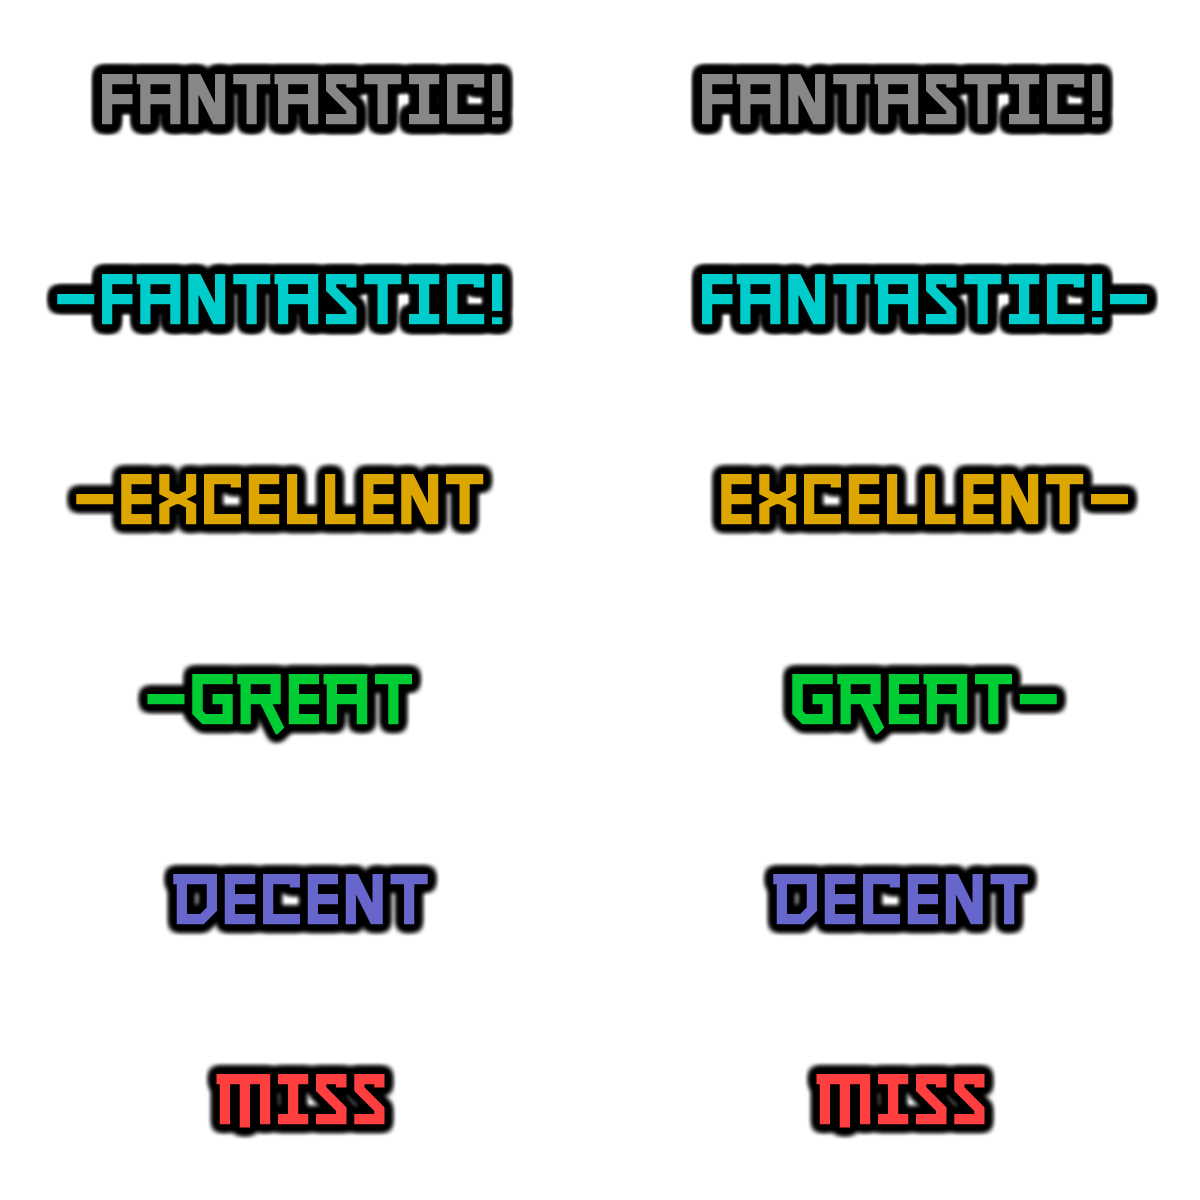 FANTASTIC! FANTASTIC!
-FANTASTIC! FANTASTIC!-
-EXCELLENT EXCELLENT-
-GREAT GREAT-
DECENT DECENT
MISS MISS